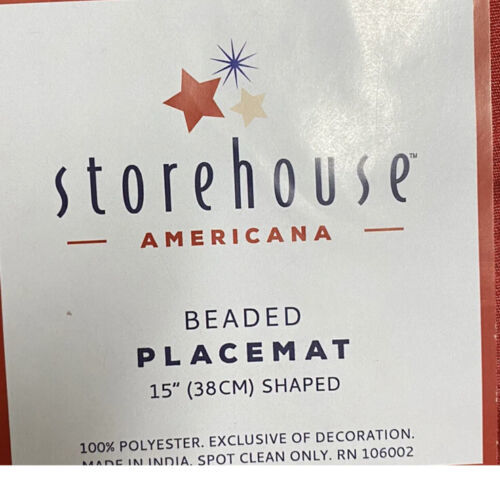 storehouse™
AMERICANA
BEADED
PLACEMAT
15" (38CM) SHAPED
100% POLYESTER. EXCLUSIVE OF DECORATION.
MADE IN INDIA. SPOT CLEAN ONLY. RN 106002